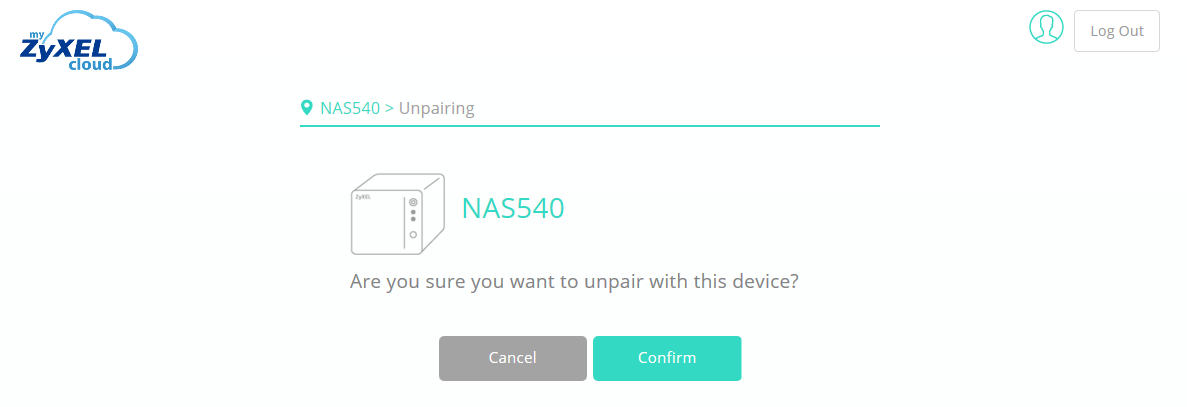 my
ZyXEL
cloud
Log Out
NAS540 > Unpairing
ZyXEL
NAS540
Are you sure you want to unpair with this device?
Cancel
Confirm